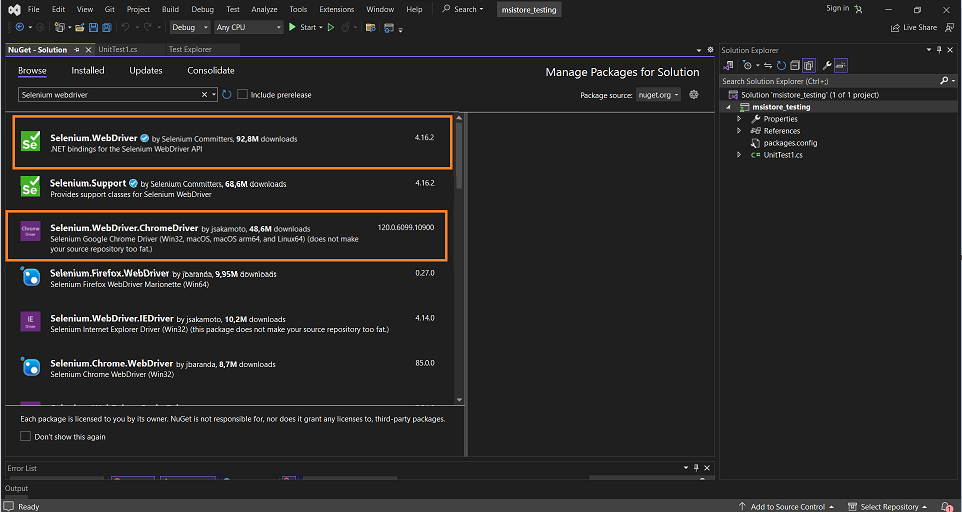 File Edit View Git Project Build Debug Test Analyze Tools Extensions Window Help Search msistore_testing Sign in
Debug Any CPU Start Live Share
NuGet - Solution UnitTest1.cs Test Explorer
Browse Installed Updates Consolidate
Manage Packages for Solution
Selenium webdriver Include prerelease
Package source: nuget.org
Se
Selenium.WebDriver by Selenium Committers, 92,8M downloads 4.16.2
.NET bindings for the Selenium WebDriver API
Se
Selenium.Support by Selenium Committers, 68,6M downloads 4.16.2
Provides support classes for Selenium WebDriver
Chrome
Driver
Selenium.WebDriver.ChromeDriver by jsakamoto, 48,6M downloads 120.0.6099.10900
Selenium Google Chrome Driver (Win32, macOS, macOS arm64, and Linux64) (does not make
your source repository too fat.)
Selenium.Firefox.WebDriver by jbaranda, 9,95M downloads 0.27.0
Selenium Firefox WebDriver Marionette (Win64)
IE
Driver
Selenium.WebDriver.IEDriver by jsakamoto, 10,2M downloads 4.14.0
Selenium Internet Explorer Driver (Win32) (this package does not make your source repository too fat.)
Selenium.Chrome.WebDriver by jbaranda, 8,7M downloads 85.0.0
Selenium Chrome WebDriver (Win32)
Each package is licensed to you by its owner. NuGet is not responsible for, nor does it grant any licenses to, third-party packages.
Don't show this again
Solution Explorer
Search Solution Explorer (Ctrl+;)
Solution 'msistore_testing' (1 of 1 project)
msistore_testing
Properties
References
packages.config
C# UnitTest1.cs
Error List
Output
Ready Add to Source Control Select Repository 1